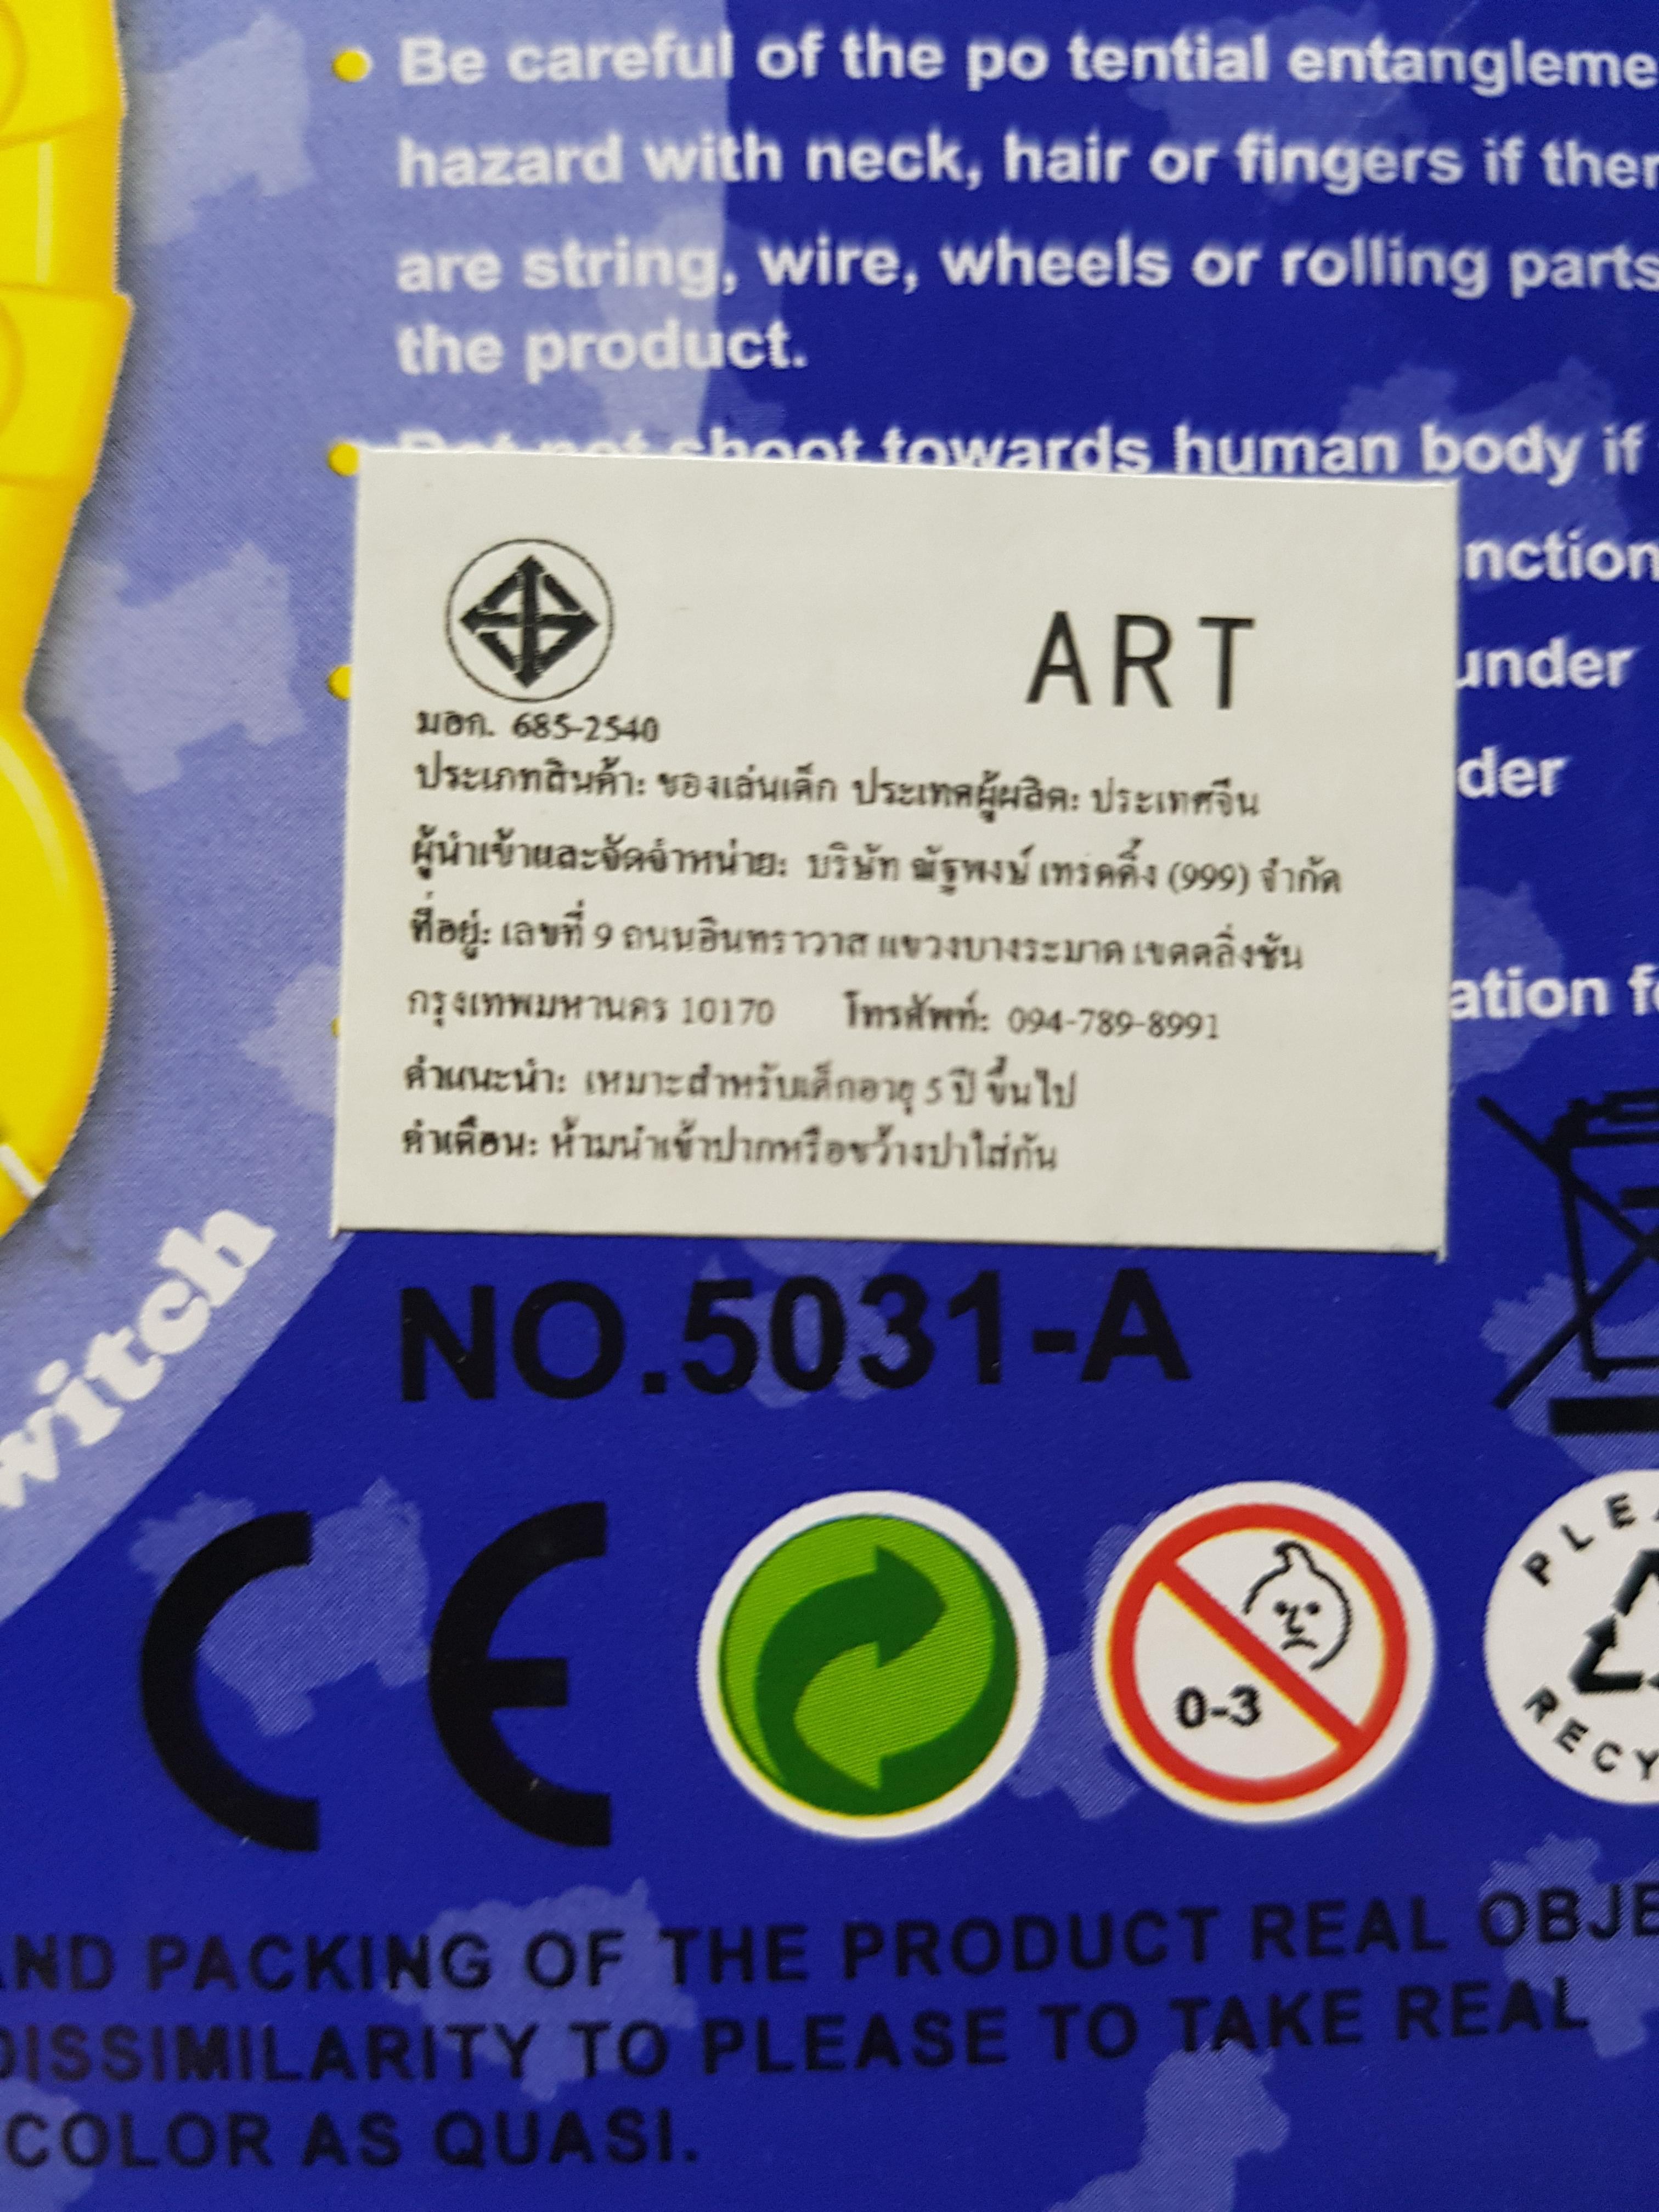 Be careful of the po tential entangleme
hazard with neck, hair or fingers if ther
are string, wire, wheels or rolling parts
the product.
shoot towards human body if
nction
under
der
ation fo
ART
มอก. 685-2540
ประเภทสินค้า: ของเล่นเด็ก ประเทศผู้ผลิต: ประเทศจีน
ผู้นำเข้าและจัดจำหน่าย: บริษัท ณัฐพงษ์ เทรดดิ้ง (999) จำกัด
ที่อยู่: เลขที่ 9 ถนนอินทราวาส แขวงบางระมาด เขตตลิ่งชัน
กรุงเทพมหานคร 10170 โทรศัพท์: 094-789-8991
คำแนะนำ: เหมาะสำหรับเด็กอายุ 5 ปี ขึ้นไป
คำเตือน: ห้ามนำเข้าปากหรือขว้างปาใส่กัน
witch
NO.5031-A
CE
0-3
PLEA
RECY
AND PACKING OF THE PRODUCT REAL OBJE
DISSIMILARITY TO PLEASE TO TAKE REAL
COLOR AS QUASI.